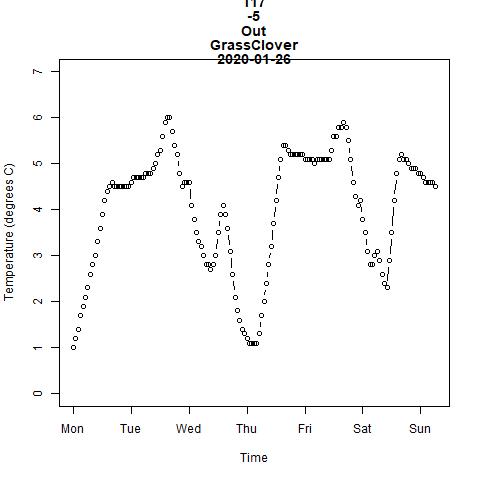 T17
-5
Out
GrassClover
2020-01-26
7
6
5
4
3
2
1
0
Temperature (degrees C)
Mon Tue Wed Thu Fri Sat Sun
Time